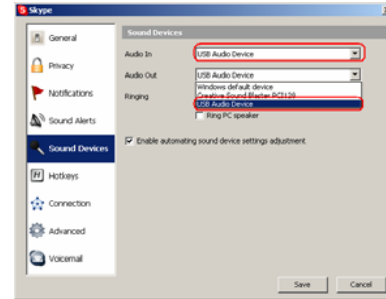 Skype
General
Privacy
Notifications
Sound Alerts
Sound Devices
Hotkeys
Connection
Advanced
Voicemail
Sound Devices
Audio In
USB Audio Device
Audio Out
USB Audio Device
Windows default device
Creative Sound Blaster PCI128
USB Audio Device
Ringing
Ring PC speaker
Enable automating sound device settings adjustment
Save
Cancel